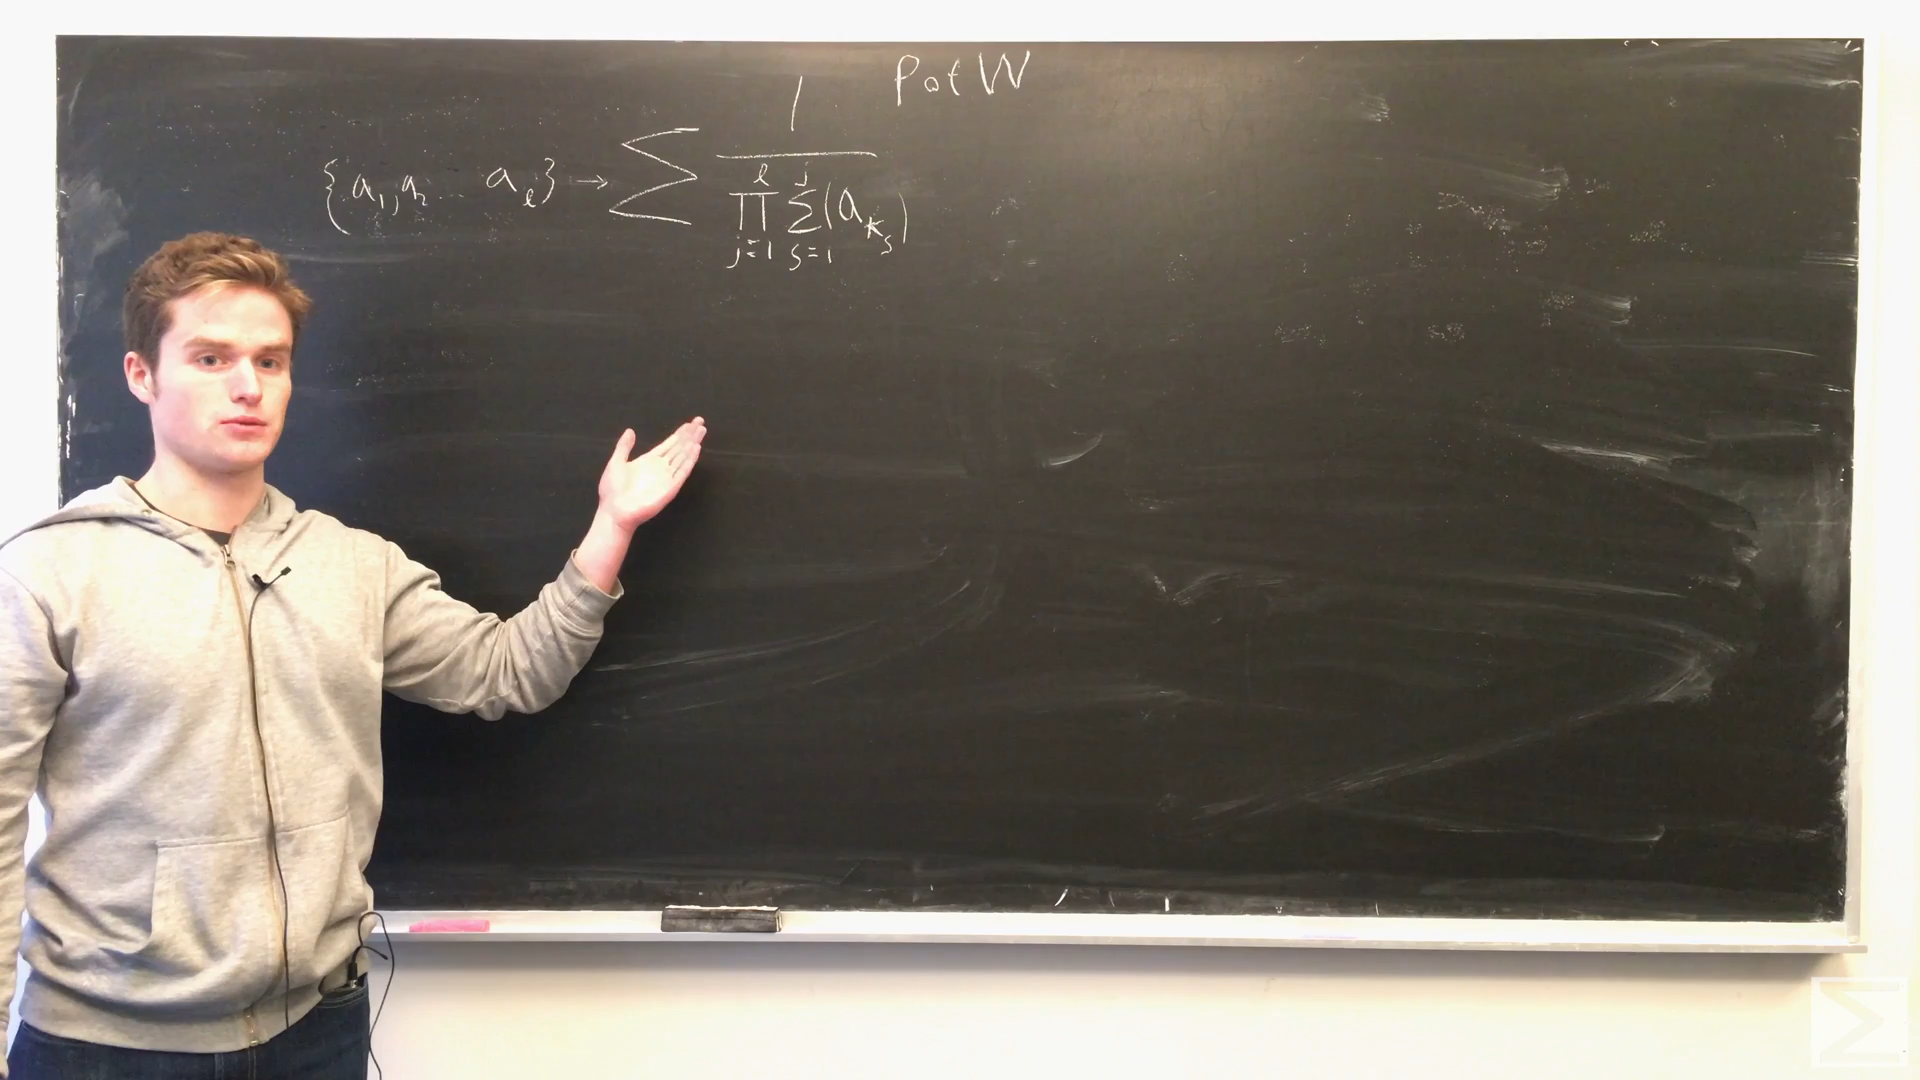 PotW
{a₁, a₂ ... a_ℓ} → ∑ 1 / ∏_{j=1}^{ℓ} ∑_{s=1}^{j} (a_{k_s})